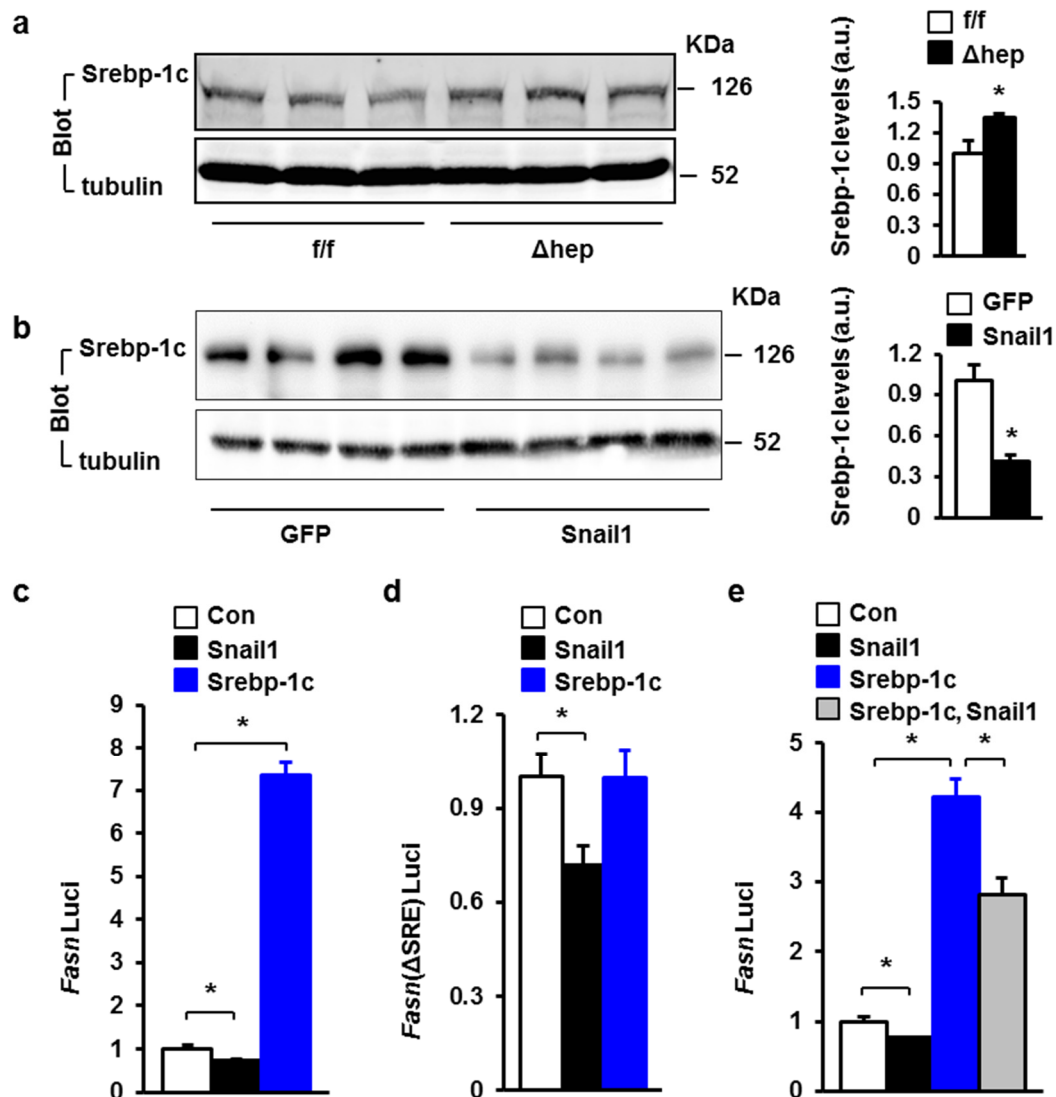 a
Blot
Srebp-1c
tubulin
KDa
126
52
f/f
Δhep
f/f
Δhep
Srebp-1c levels (a.u.)
1.5
1.2
0.9
0.6
0.3
0
*
b
Blot
Srebp-1c
tubulin
KDa
126
52
GFP
Snail1
GFP
Snail1
Srebp-1c levels (a.u.)
1.2
0.9
0.6
0.3
0
*
c
Con
Snail1
Srebp-1c
Fasn Luci
9
8
7
6
5
4
3
2
1
0
*
*
d
Con
Snail1
Srebp-1c
Fasn(ΔSRE) Luci
1.2
0.9
0.6
0.3
0
*
e
Con
Snail1
Srebp-1c
Srebp-1c, Snail1
Fasn Luci
5
4
3
2
1
0
*
*
*